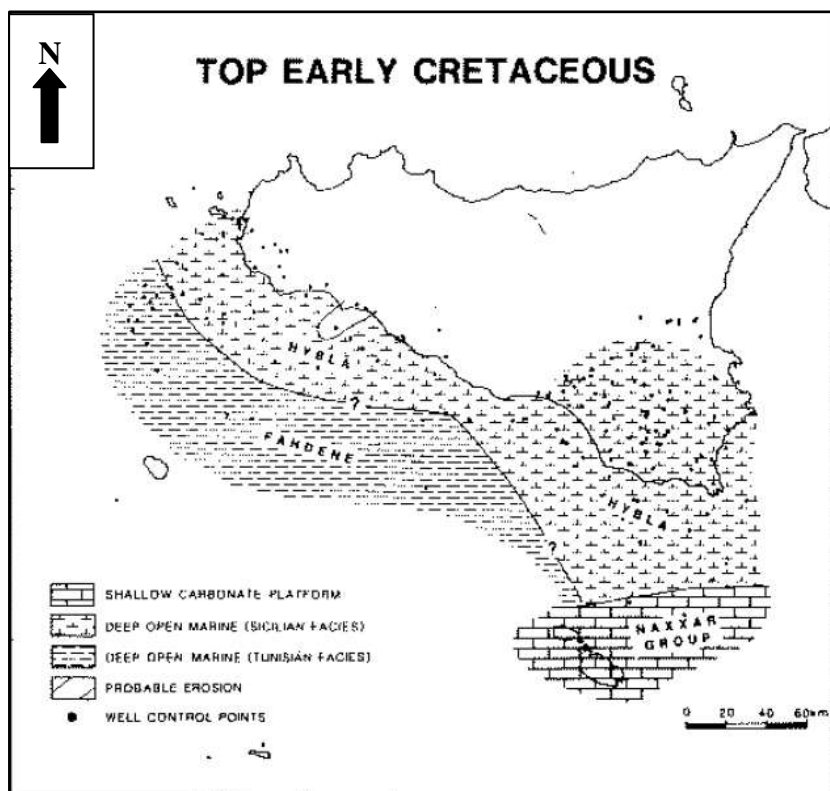 N
TOP EARLY CRETACEOUS
HYBLA
?
FAHDENE
HYBLA
?
SHALLOW CARBONATE PLATFORM
DEEP OPEN MARINE (SICILIAN FACIES)
DEEP OPEN MARINE (TUNISIAN FACIES)
PROBABLE EROSION
WELL CONTROL POINTS
NAXXAR
GROUP
0 20 40 60km